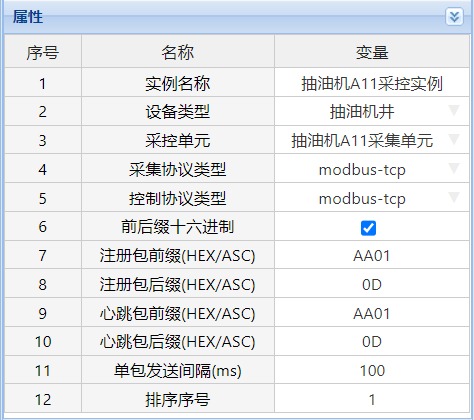 属性
序号 名称 变量
1 实例名称 抽油机A11采控实例
2 设备类型 抽油机井
3 采控单元 抽油机A11采集单元
4 采集协议类型 modbus-tcp
5 控制协议类型 modbus-tcp
6 前后缀十六进制
7 注册包前缀(HEX/ASC) AA01
8 注册包后缀(HEX/ASC) 0D
9 心跳包前缀(HEX/ASC) AA01
10 心跳包后缀(HEX/ASC) 0D
11 单包发送间隔(ms) 100
12 排序序号 1